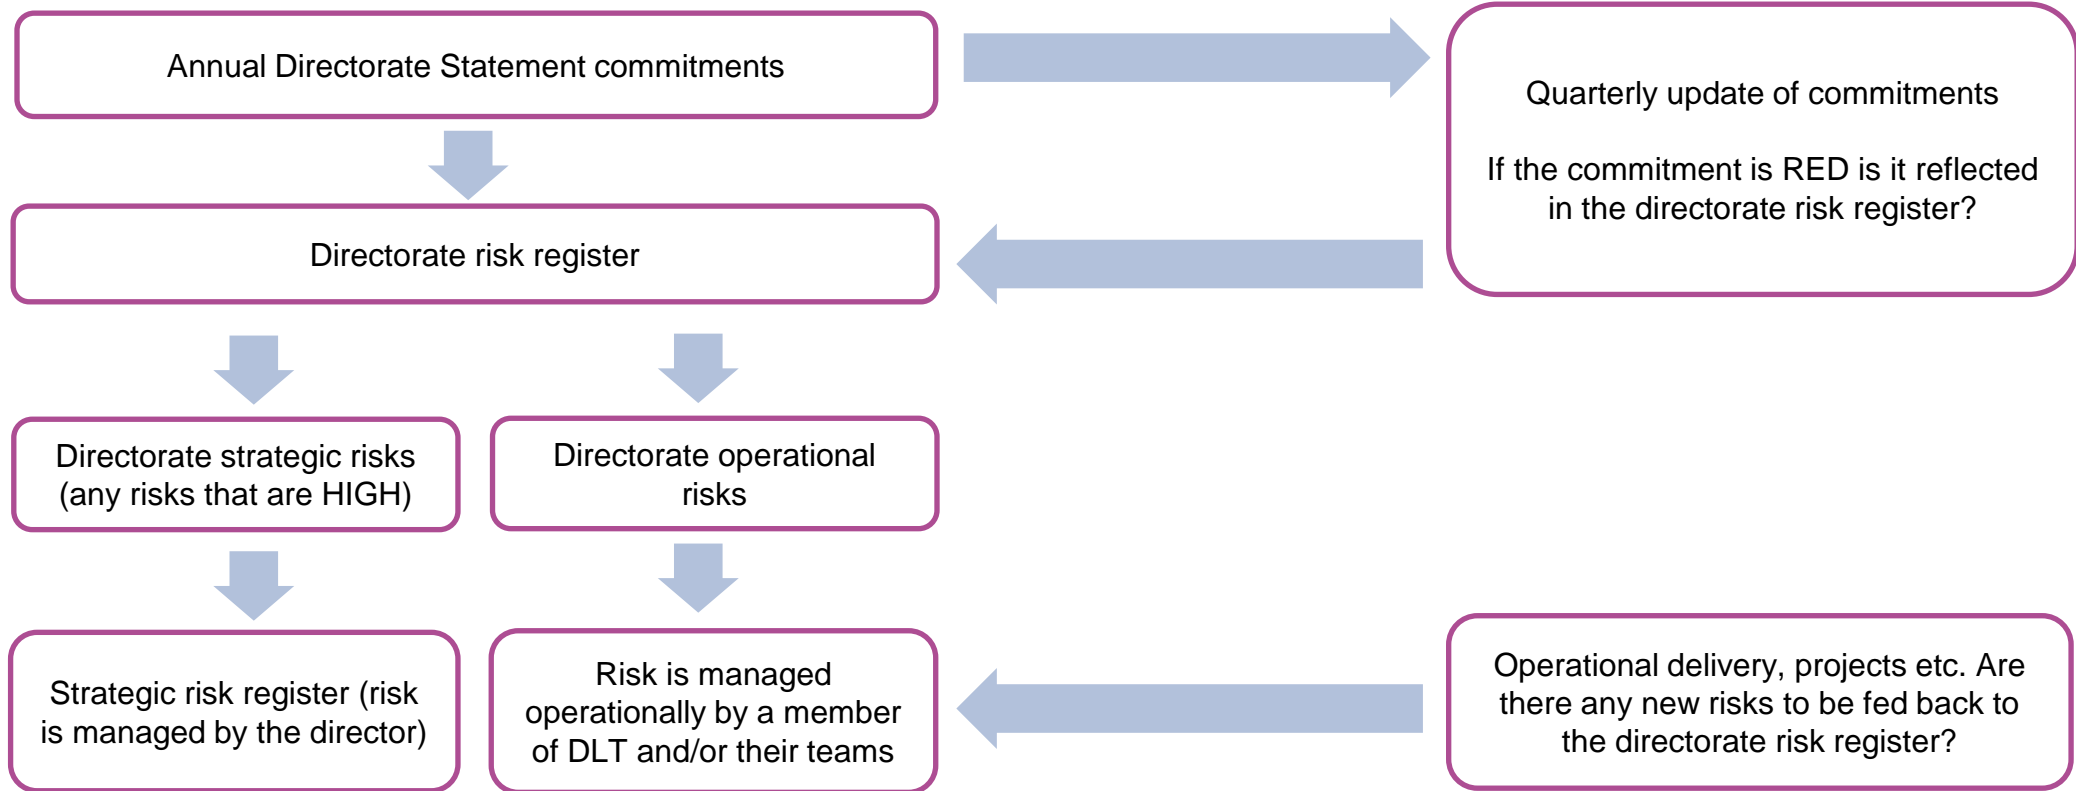 Annual Directorate Statement commitments
Quarterly update of commitments
If the commitment is RED is it reflected
in the directorate risk register?
Directorate risk register
Directorate strategic risks
(any risks that are HIGH)
Directorate operational
risks
Strategic risk register (risk
is managed by the director)
Risk is managed
operationally by a member
of DLT and/or their teams
Operational delivery, projects etc. Are
there any new risks to be fed back to
the directorate risk register?